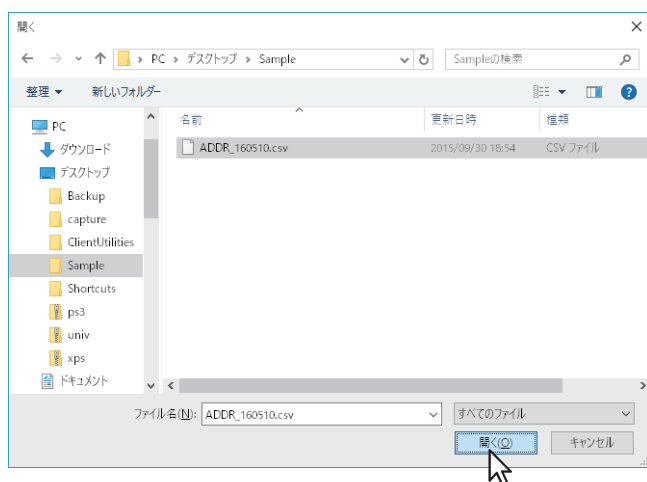 開く
PC > デスクトップ > Sample
Sampleの検索
整理
新しいフォルダー
名前
更新日時
種類
PC
ADDR_160510.csv
2015/09/30 18:54
CSV ファイル
ダウンロード
デスクトップ
Backup
capture
ClientUtilities
Sample
Shortcuts
ps3
univ
xps
ドキュメント
ファイル名(N): ADDR_160510.csv
すべてのファイル
開く(O)
キャンセル